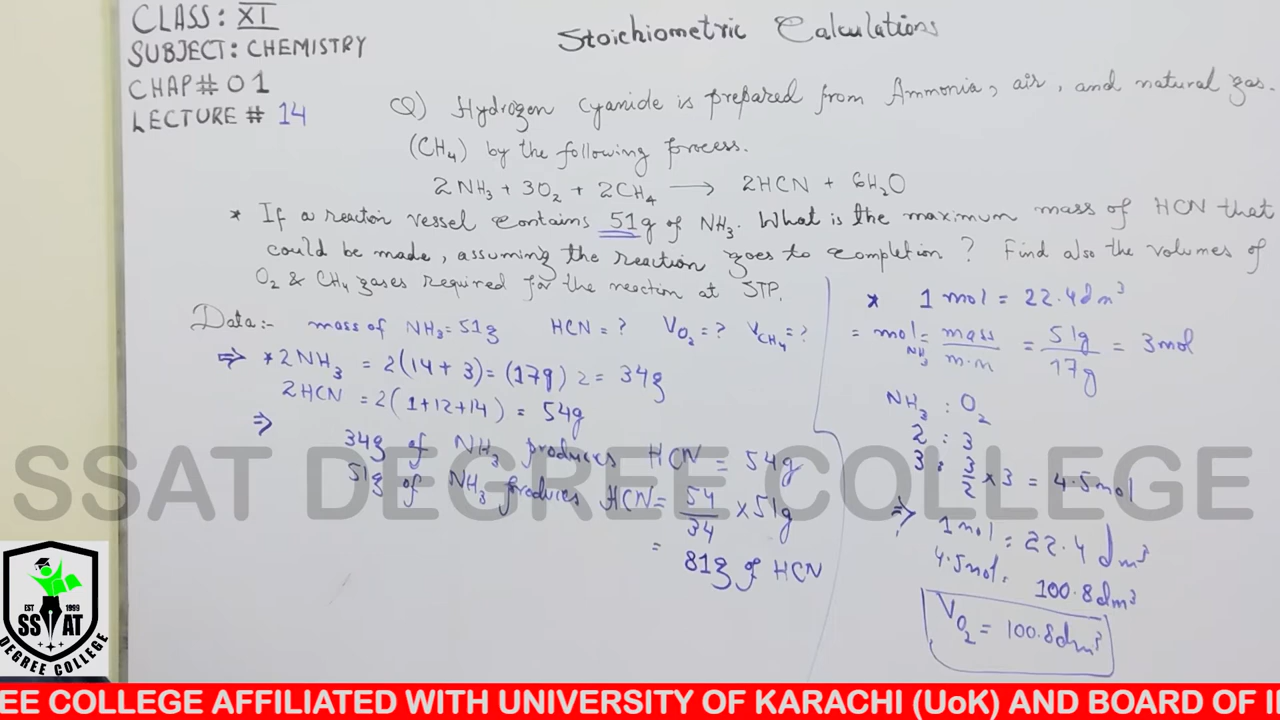 CLASS: XI
SUBJECT: CHEMISTRY
CHAP# 01
LECTURE # 14
Stoichiometric Calculations
Q) Hydrogen Cyanide is prepared from Ammonia, air, and natural gas.
(CH₄) by the following process.
2NH₃ + 3O₂ + 2CH₄ → 2HCN + 6H₂O
* If a reaction vessel contains 51g of NH₃. What is the maximum mass of HCN that
could be made, assuming the reaction goes to completion ? Find also the volumes of
O₂ & CH₄ gases required for the reaction at STP.
Data:- mass of NH₃ = 51g HCN = ? V O₂ = ? V CH₄ = ?
⇒ * 2NH₃ = 2(14+3) = (17g) 2 = 34g
2HCN = 2(1+12+14) = 54g
⇒
34g of NH₃ produces HCN = 54g
51g of NH₃ produces HCN = 54/34 × 51g
= 81g of HCN
* 1 mol = 22.4 dm³
= mol NH₃ = mass/m.m = 51g/17g = 3 mol
NH₃ : O₂
2 : 3
3 : 3/2 × 3 = 4.5 mol
⇒ 1 mol = 22.4 dm³
4.5 mol = 100.8 dm³
V O₂ = 100.8 dm³
SSAT DEGREE COLLEGE
EST 1999
SSAT
DEGREE COLLEGE
EE COLLEGE AFFILIATED WITH UNIVERSITY OF KARACHI (UoK) AND BOARD OF I